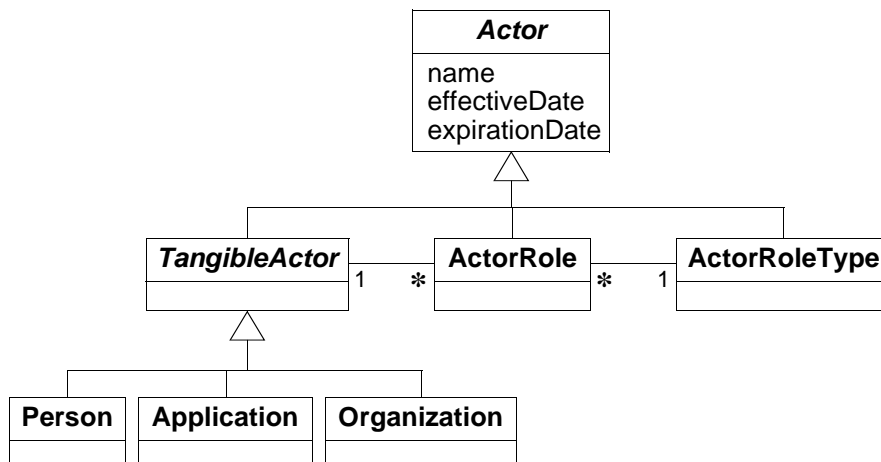 Actor
name
effectiveDate
expirationDate
TangibleActor
1
*
ActorRole
*
1
ActorRoleType
Person
Application
Organization